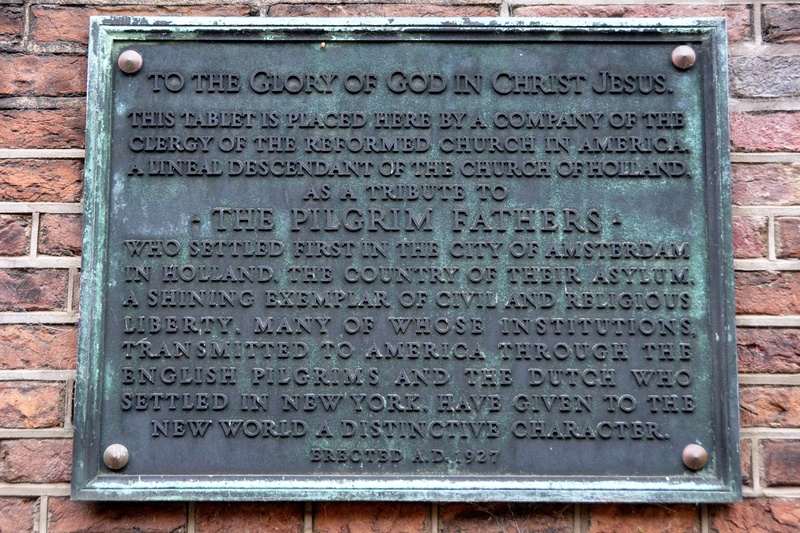 TO THE GLORY OF GOD IN CHRIST JESUS.
THIS TABLET IS PLACED HERE BY A COMPANY OF THE
CLERGY OF THE REFORMED CHURCH IN AMERICA,
A LINEAL DESCENDANT OF THE CHURCH OF HOLLAND,
AS A TRIBUTE TO
· THE PILGRIM FATHERS ·
WHO SETTLED FIRST IN THE CITY OF AMSTERDAM
IN HOLLAND, THE COUNTRY OF THEIR ASYLUM,
A SHINING EXEMPLAR OF CIVIL AND RELIGIOUS
LIBERTY, MANY OF WHOSE INSTITUTIONS,
TRANSMITTED TO AMERICA THROUGH THE
ENGLISH PILGRIMS AND THE DUTCH WHO
SETTLED IN NEW YORK, HAVE GIVEN TO THE
NEW WORLD A DISTINCTIVE CHARACTER.
ERECTED A.D. 1927